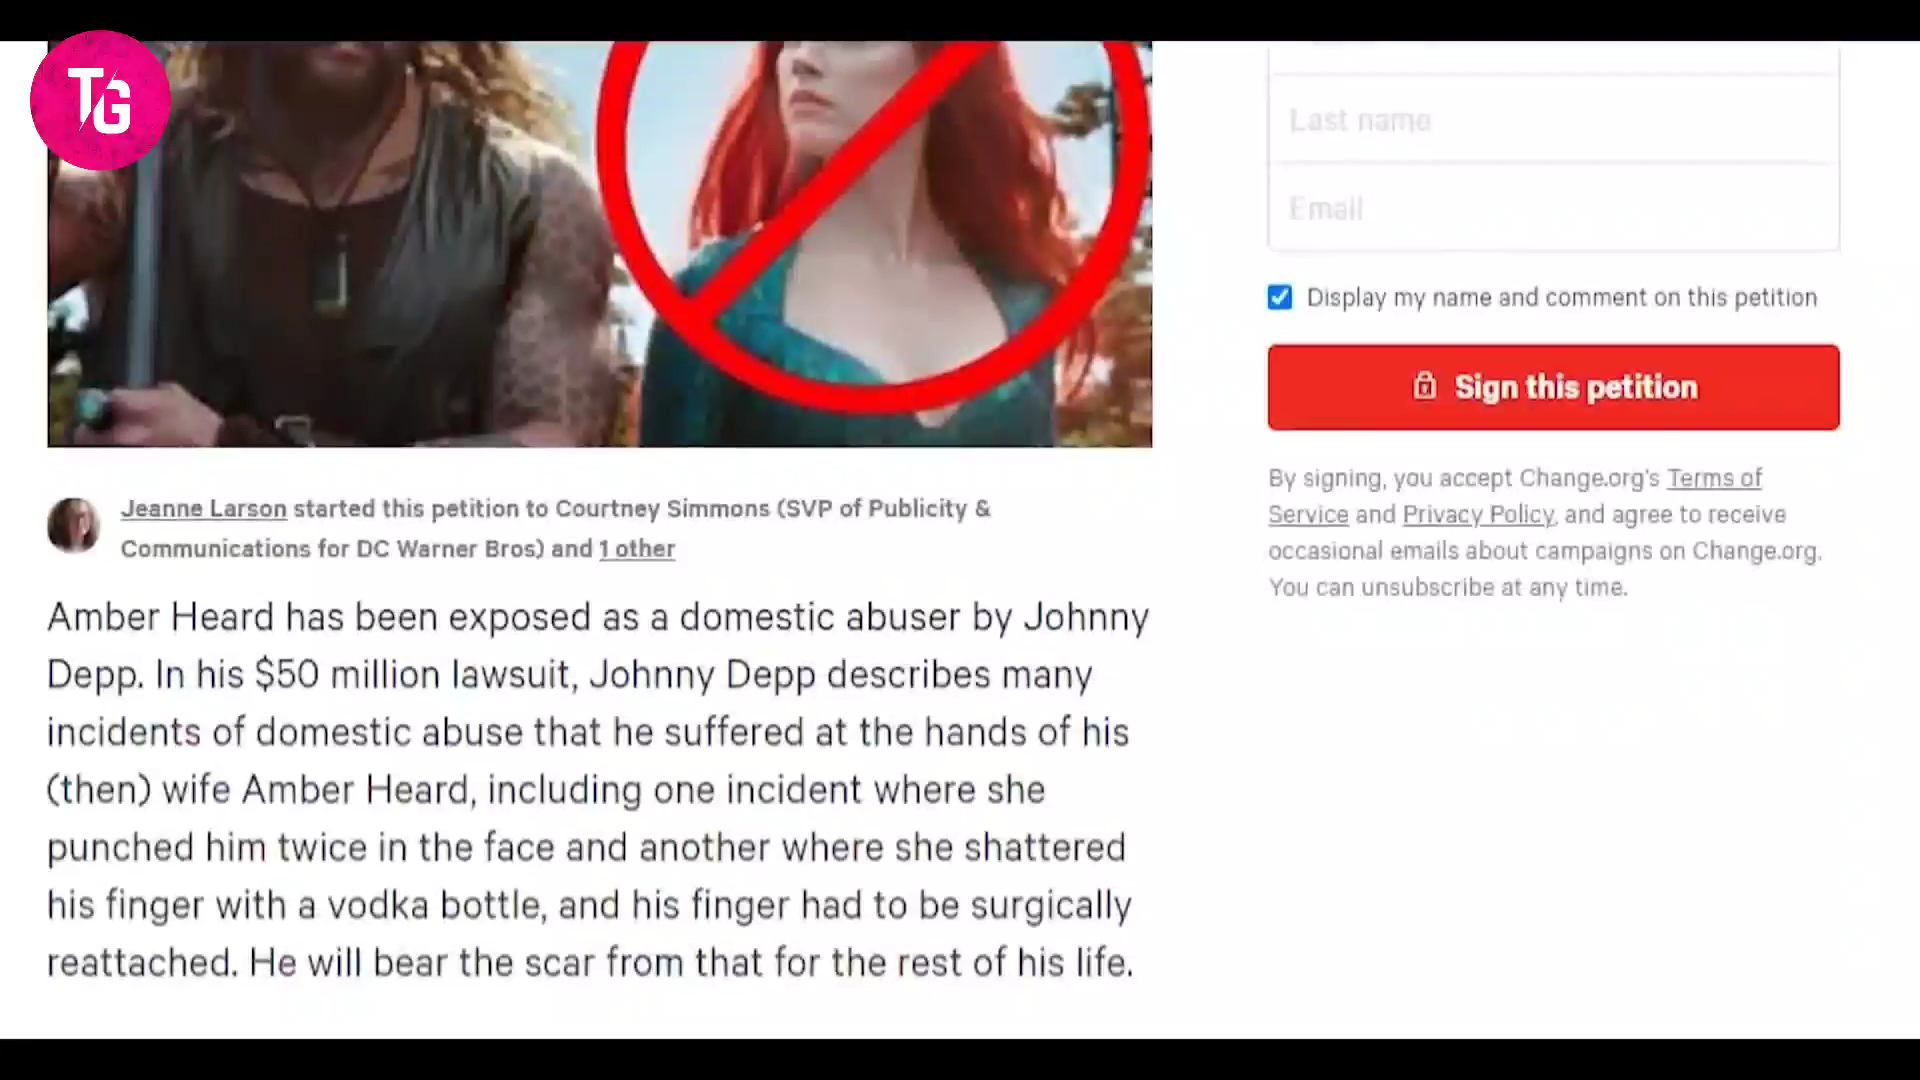 TG
Last name
Email
Display my name and comment on this petition
Sign this petition
By signing, you accept Change.org's Terms of
Service and Privacy Policy, and agree to receive
occasional emails about campaigns on Change.org.
You can unsubscribe at any time.
Jeanne Larson started this petition to Courtney Simmons (SVP of Publicity &
Communications for DC Warner Bros) and 1 other
Amber Heard has been exposed as a domestic abuser by Johnny
Depp. In his $50 million lawsuit, Johnny Depp describes many
incidents of domestic abuse that he suffered at the hands of his
(then) wife Amber Heard, including one incident where she
punched him twice in the face and another where she shattered
his finger with a vodka bottle, and his finger had to be surgically
reattached. He will bear the scar from that for the rest of his life.